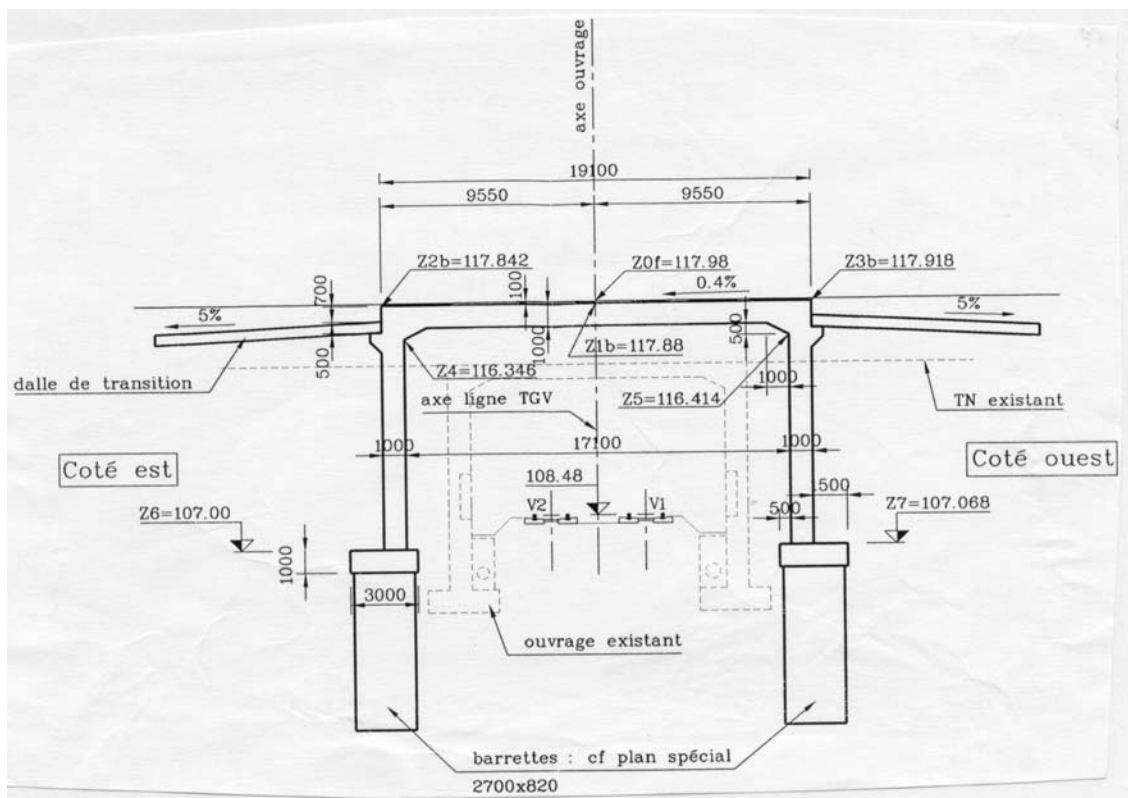 axe ouvrage
19100
9550
9550
Z2b=117.842
Z0f=117.98
Z3b=117.918
0.4%
700
100
5%
5%
500
1000
500
Z1b=117.88
dalle de transition
Z4=116.346
1000
Z5=116.414
TN existant
axe ligne TGV
1000
17100
1000
Coté est
Coté ouest
108.48
V2
V1
1500
500
Z6=107.00
Z7=107.068
1000
3000
ouvrage existant
barrettes : cf plan spécial
2700x820